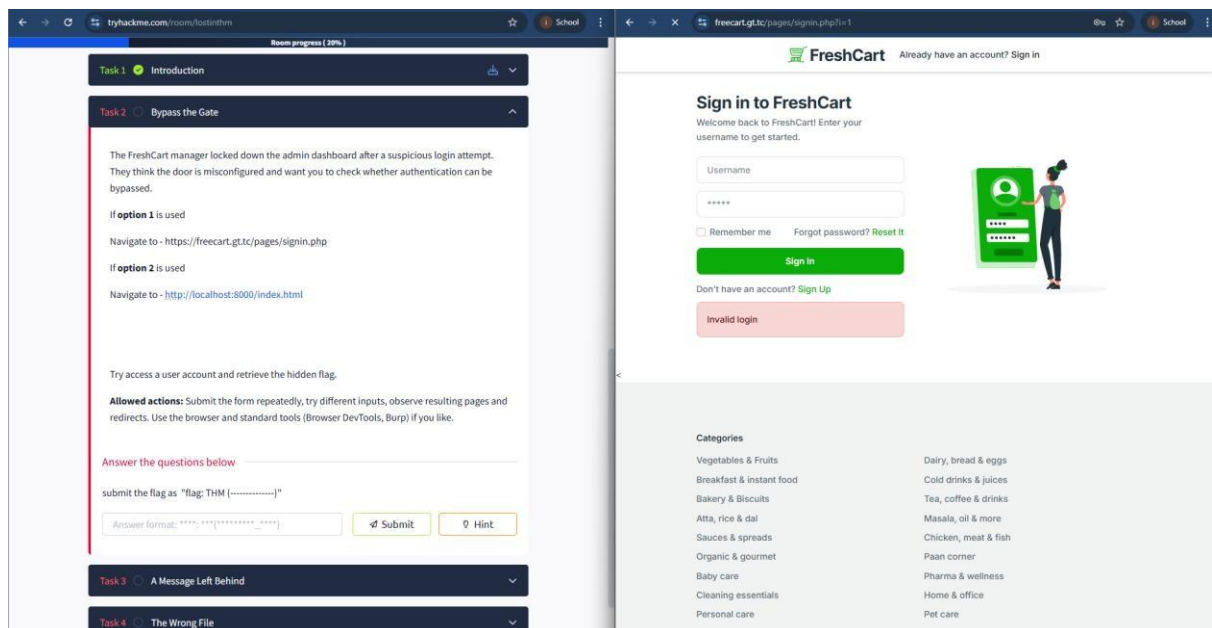 tryhackme.com/room/lostinthm
School
Room progress ( 20% )
Task 1 Introduction
Task 2 Bypass the Gate
The FreshCart manager locked down the admin dashboard after a suspicious login attempt.
They think the door is misconfigured and want you to check whether authentication can be
bypassed.
If option 1 is used
Navigate to - https://freecart.gt.tc/pages/signin.php
If option 2 is used
Navigate to - http://localhost:8000/index.html
Try access a user account and retrieve the hidden flag.
Allowed actions: Submit the form repeatedly, try different inputs, observe resulting pages and
redirects. Use the browser and standard tools (Browser DevTools, Burp) if you like.
Answer the questions below
submit the flag as "flag: THM {--------------}"
Answer format: ****: ***{*********_****}
Submit
Hint
Task 3 A Message Left Behind
Task 4 The Wrong File
freecart.gt.tc/pages/signin.php?i=1
School
FreshCart Already have an account? Sign in
Sign in to FreshCart
Welcome back to FreshCart! Enter your
username to get started.
Username
*****
Remember me Forgot password? Reset It
Sign In
Don't have an account? Sign Up
Invalid login
<
Categories
Vegetables & Fruits Dairy, bread & eggs
Breakfast & instant food Cold drinks & juices
Bakery & Biscuits Tea, coffee & drinks
Atta, rice & dal Masala, oil & more
Sauces & spreads Chicken, meat & fish
Organic & gourmet Paan corner
Baby care Pharma & wellness
Cleaning essentials Home & office
Personal care Pet care